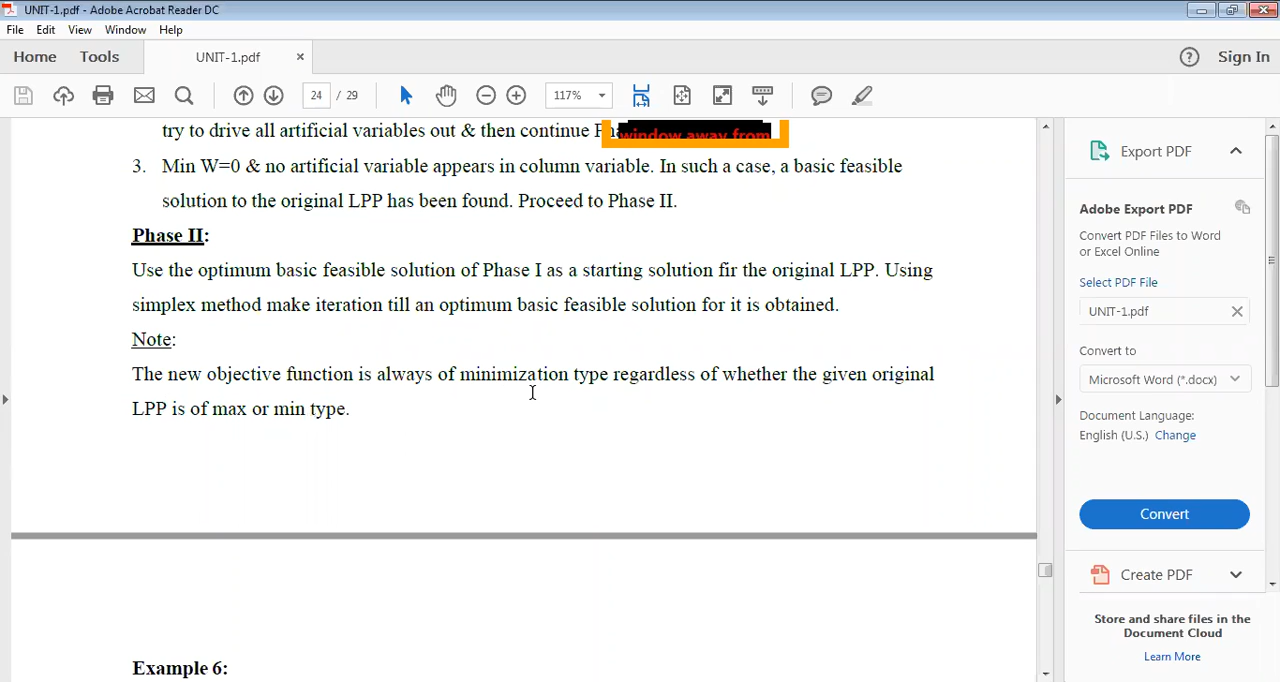 UNIT-1.pdf - Adobe Acrobat Reader DC
File Edit View Window Help
Home Tools UNIT-1.pdf × Sign In
24 / 29 117%
try to drive all artificial variables out & then continue
window away from
3. Min W=0 & no artificial variable appears in column variable. In such a case, a basic feasible
solution to the original LPP has been found. Proceed to Phase II.
Phase II:
Use the optimum basic feasible solution of Phase I as a starting solution fir the original LPP. Using
simplex method make iteration till an optimum basic feasible solution for it is obtained.
Note:
The new objective function is always of minimization type regardless of whether the given original
LPP is of max or min type.
Example 6:
Export PDF
Adobe Export PDF
Convert PDF Files to Word
or Excel Online
Select PDF File
UNIT-1.pdf
Convert to
Microsoft Word (*.docx)
Document Language:
English (U.S.) Change
Convert
Create PDF
Store and share files in the
Document Cloud
Learn More